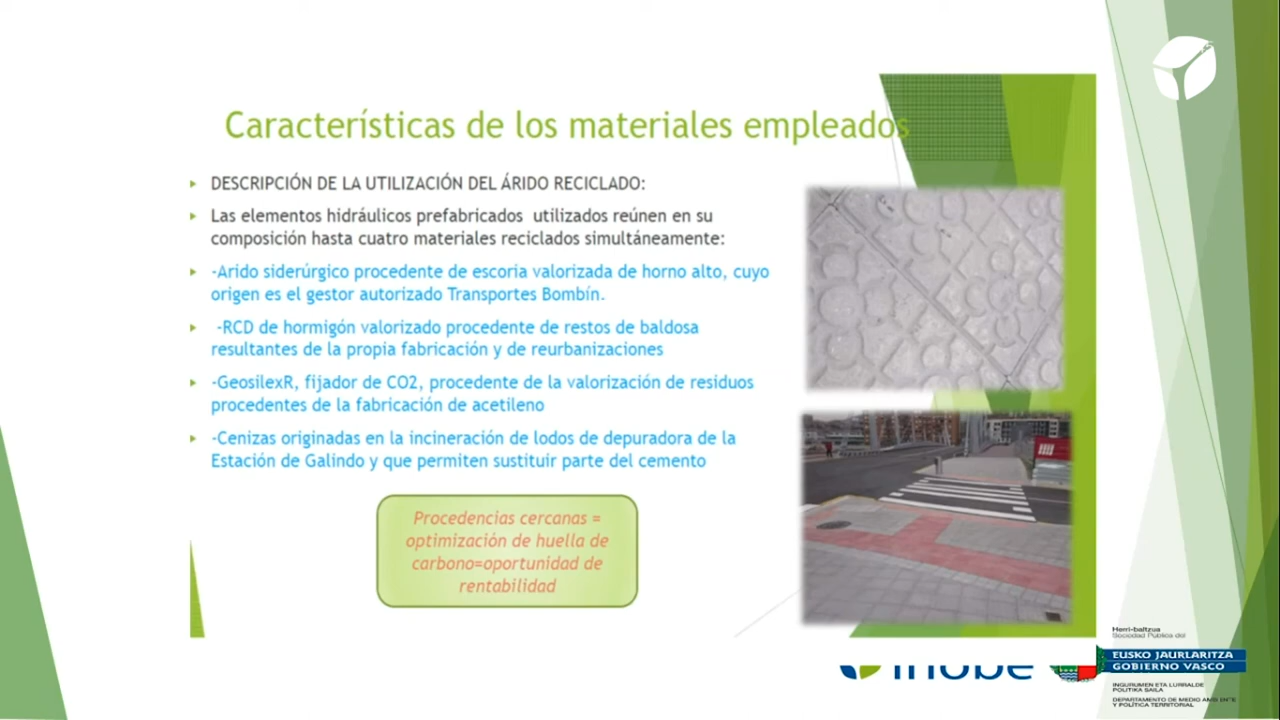 Características de los materiales empleados
DESCRIPCIÓN DE LA UTILIZACIÓN DEL ÁRIDO RECICLADO:
Las elementos hidráulicos prefabricados utilizados reúnen en su
composición hasta cuatro materiales reciclados simultáneamente:
-Arido siderúrgico procedente de escoria valorizada de horno alto, cuyo
origen es el gestor autorizado Transportes Bombín.
-RCD de hormigón valorizado procedente de restos de baldosa
resultantes de la propia fabricación y de reurbanizaciones
-GeosilexR, fijador de CO2, procedente de la valorización de residuos
procedentes de la fabricación de acetileno
-Cenizas originadas en la incineración de lodos de depuradora de la
Estación de Galindo y que permiten sustituir parte del cemento
Procedencias cercanas =
optimización de huella de
carbono=oportunidad de
rentabilidad
Herri-baltzua
Sociedad Pública del
ihobe
EUSKO JAURLARITZA
GOBIERNO VASCO
INGURUMEN ETA LURRALDE
POLITIKA SAILA
DEPARTAMENTO DE MEDIO AMBIENTE
Y POLÍTICA TERRITORIAL